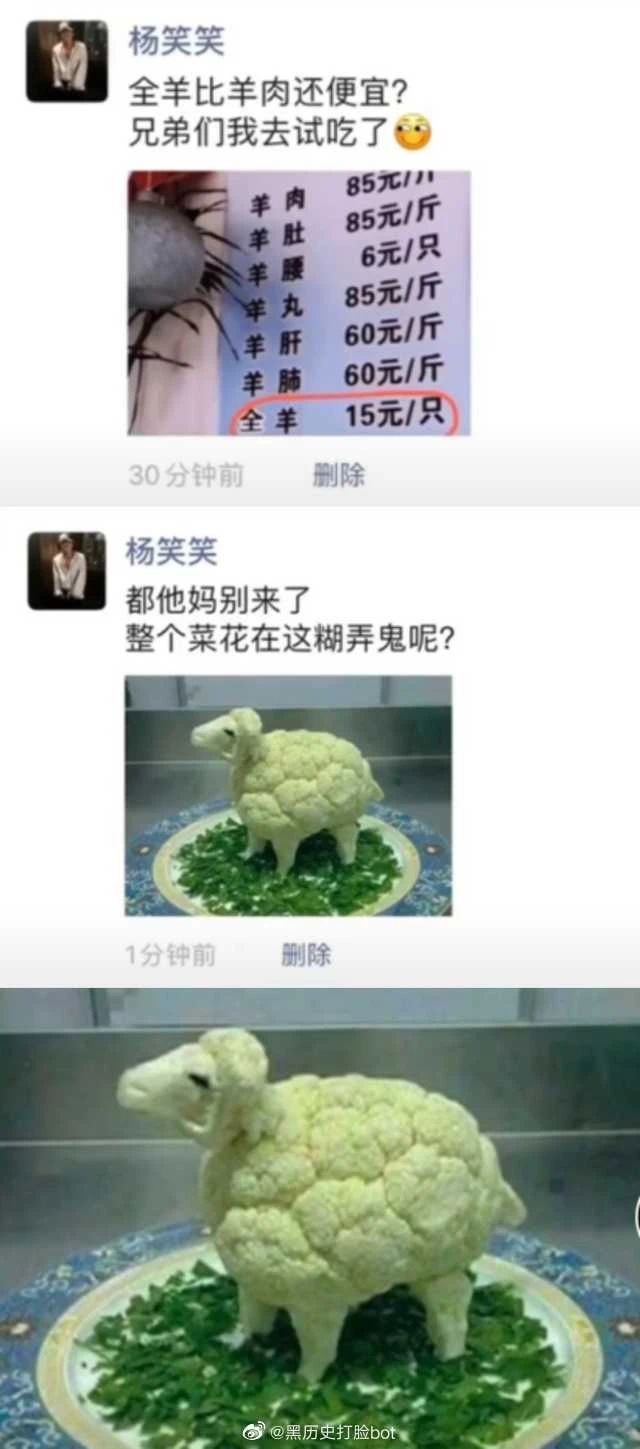 杨笑笑
全羊比羊肉还便宜?
兄弟们我去试吃了
羊肉 85元/斤
羊肚 85元/斤
羊腰 6元/只
羊丸 85元/斤
羊肝 60元/斤
羊肺 60元/斤
全羊 15元/只
30分钟前 删除
杨笑笑
都他妈别来了
整个菜花在这糊弄鬼呢?
1分钟前 删除
@黑历史打脸bot